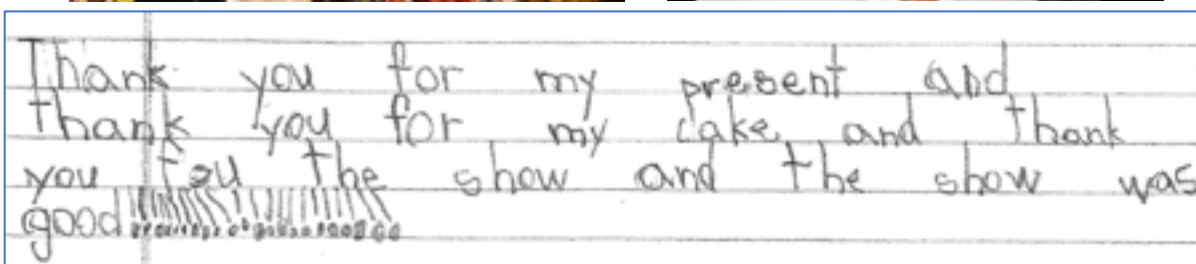 Thank you for my present and
thank you for my cake and thank
you fou the show and the show was
good!!!!!!!!!!!!!!!!!!!!